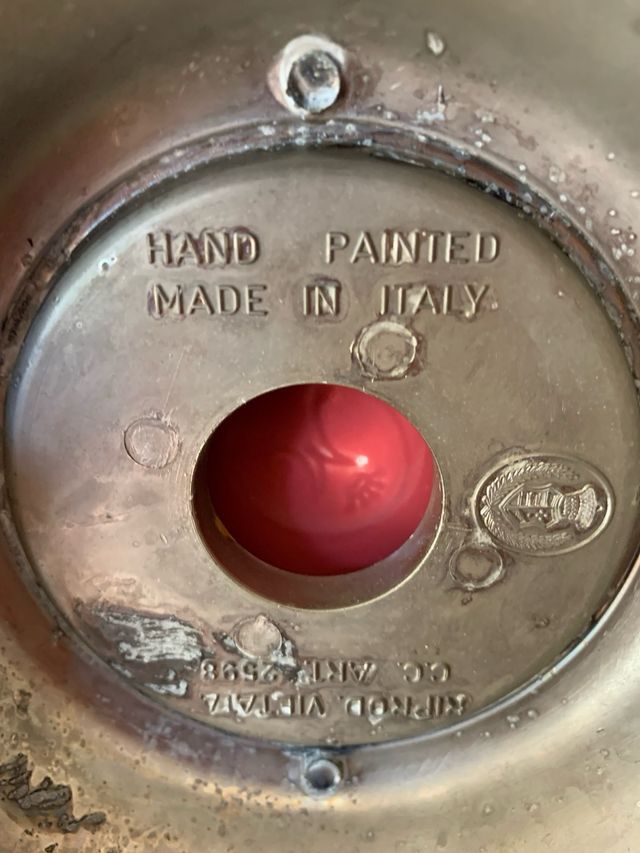 HAND PAINTED
MADE IN ITALY
RIPROD. VIETATA
C.C. ART. 2598